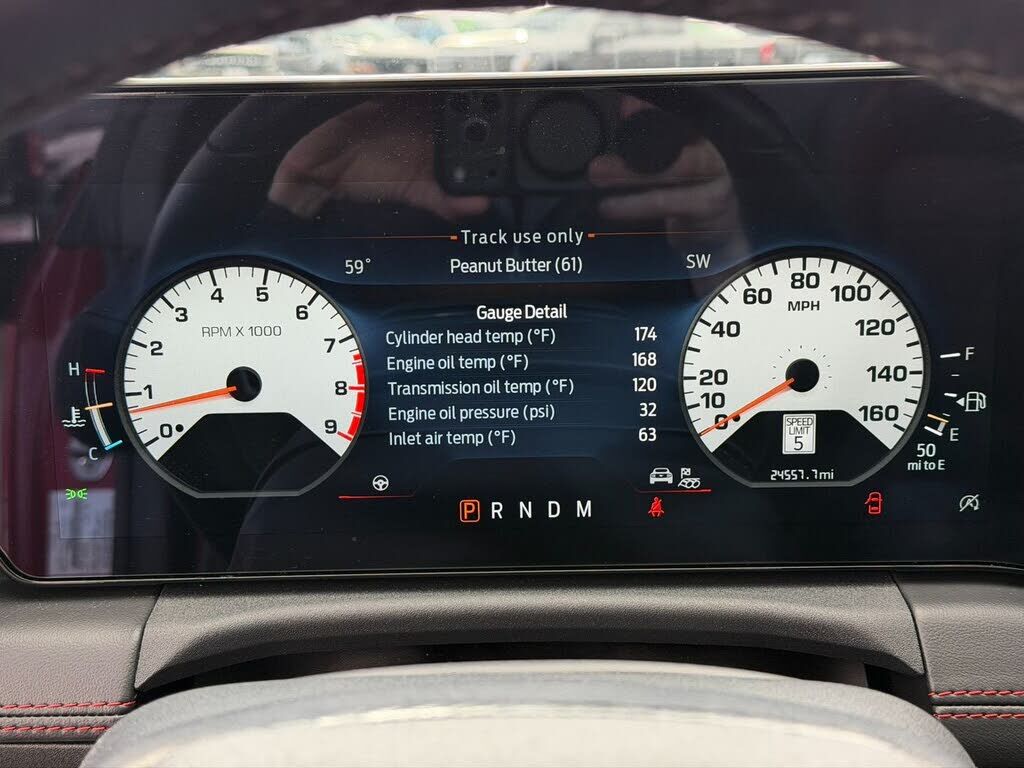 Track use only
59° Peanut Butter (61) SW
Gauge Detail
Cylinder head temp (°F) 174
Engine oil temp (°F) 168
Transmission oil temp (°F) 120
Engine oil pressure (psi) 32
Inlet air temp (°F) 63
P R N D M
RPM X 1000
0 1 2 3 4 5 6 7 8 9
H
C
MPH
0 10 20 40 60 80 100 120 140 160
SPEED
LIMIT
5
24557.7 mi
F
E
50
mi to E